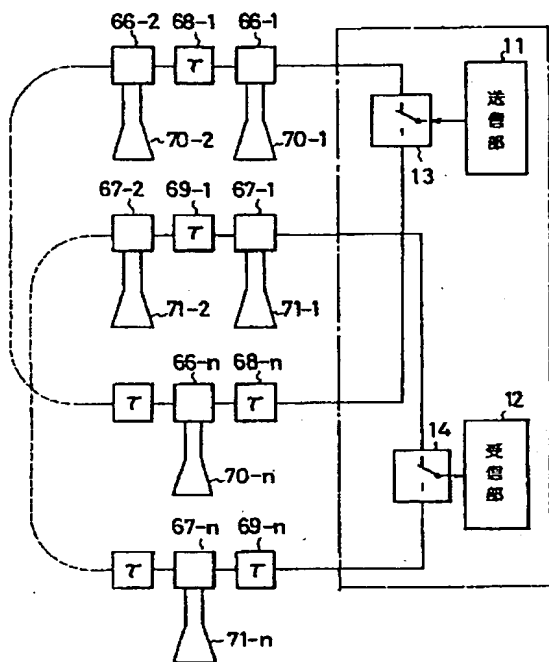 66-2
68-1
66-1
τ
70-2
70-1
11
送信部
13
67-2
69-1
67-1
τ
71-2
71-1
66-n
68-n
τ
τ
70-n
12
受信部
14
67-n
69-n
τ
τ
71-n